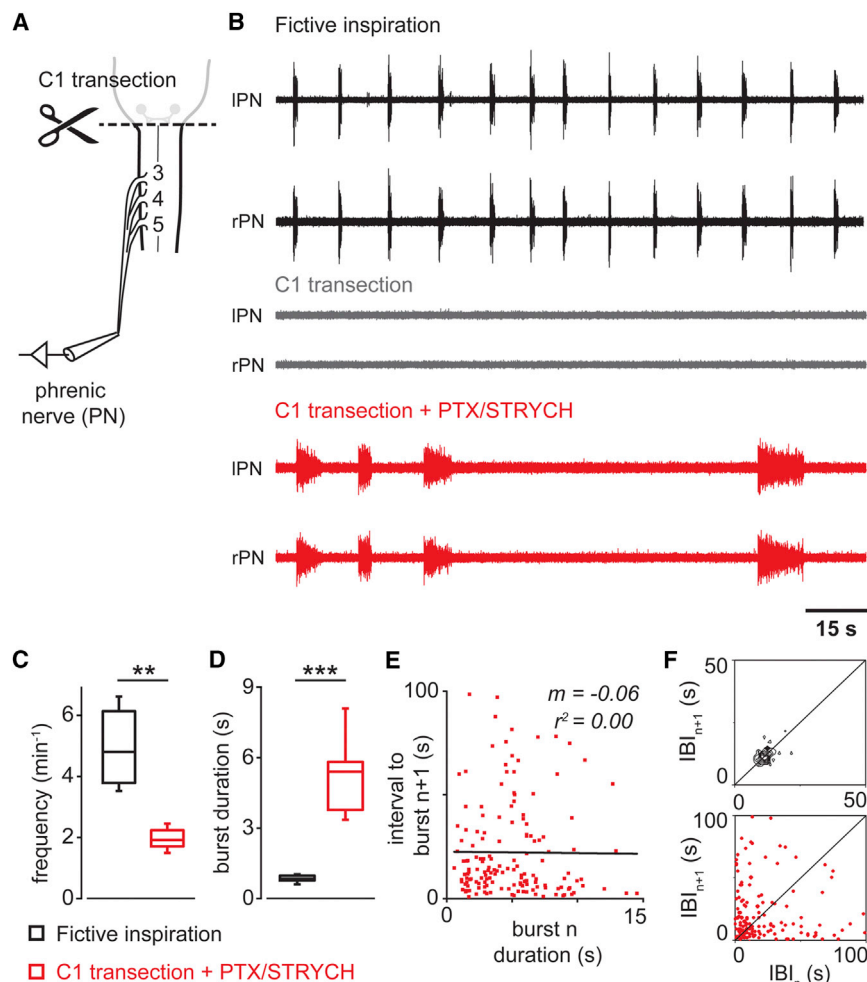 A
C1 transection
3
4
5
phrenic
nerve (PN)
B
Fictive inspiration
lPN
rPN
C1 transection
lPN
rPN
C1 transection + PTX/STRYCH
lPN
rPN
15 s
C
**
frequency (min⁻¹)
6
4
2
0
D
***
burst duration (s)
9
6
3
0
E
m = -0.06
r² = 0.00
interval to
burst n+1 (s)
100
0
0
15
burst n
duration (s)
F
50
IBIₙ₊₁ (s)
0
0
50
100
IBIₙ₊₁ (s)
0
0
100
IBIₙ (s)
Fictive inspiration
C1 transection + PTX/STRYCH